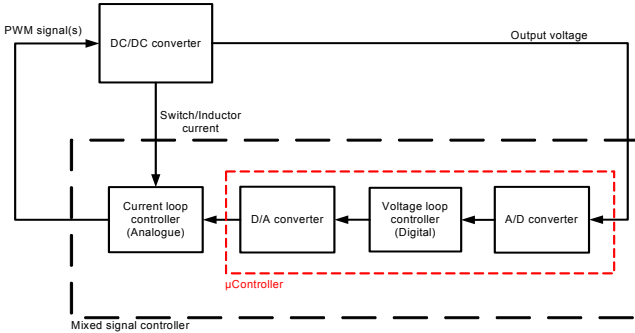 PWM signal(s)
DC/DC converter
Output voltage
Switch/Inductor
current
Current loop
controller
(Analogue)
D/A converter
Voltage loop
controller
(Digital)
A/D converter
µController
Mixed signal controller